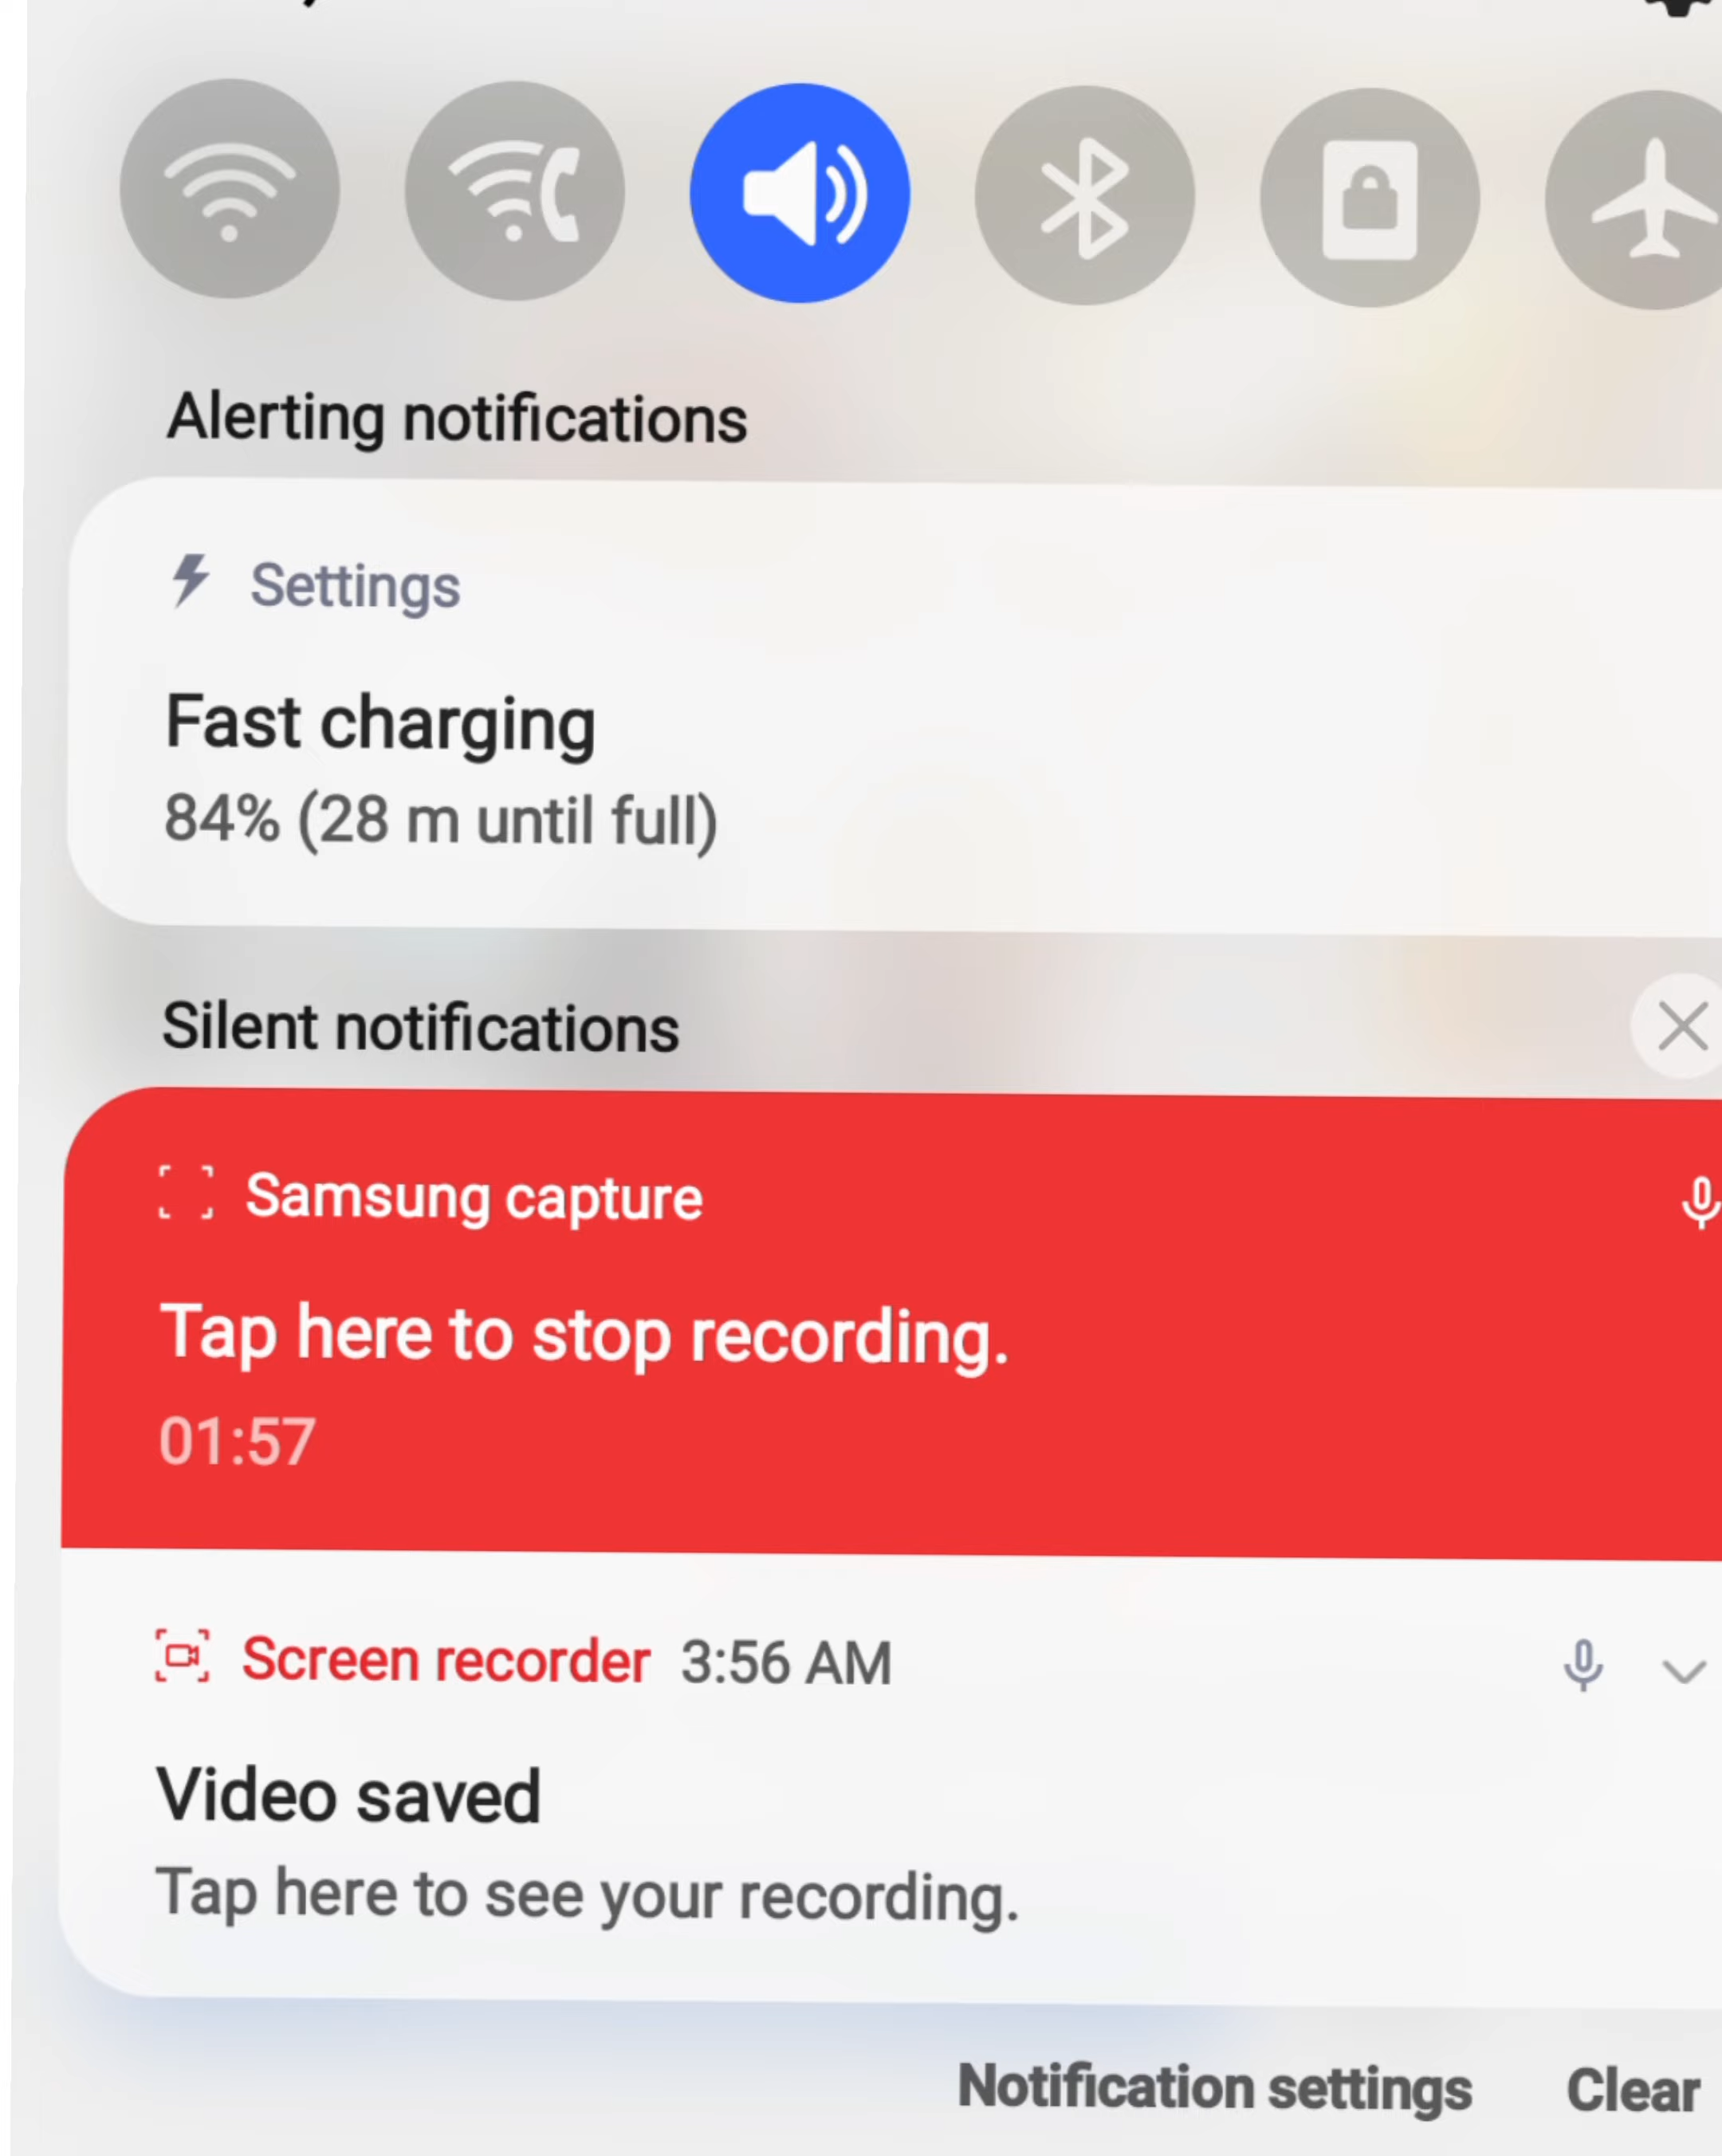 Alerting notifications
Settings
Fast charging
84% (28 m until full)
Silent notifications
Samsung capture
Tap here to stop recording.
01:57
Screen recorder 3:56 AM
Video saved
Tap here to see your recording.
Notification settings Clear